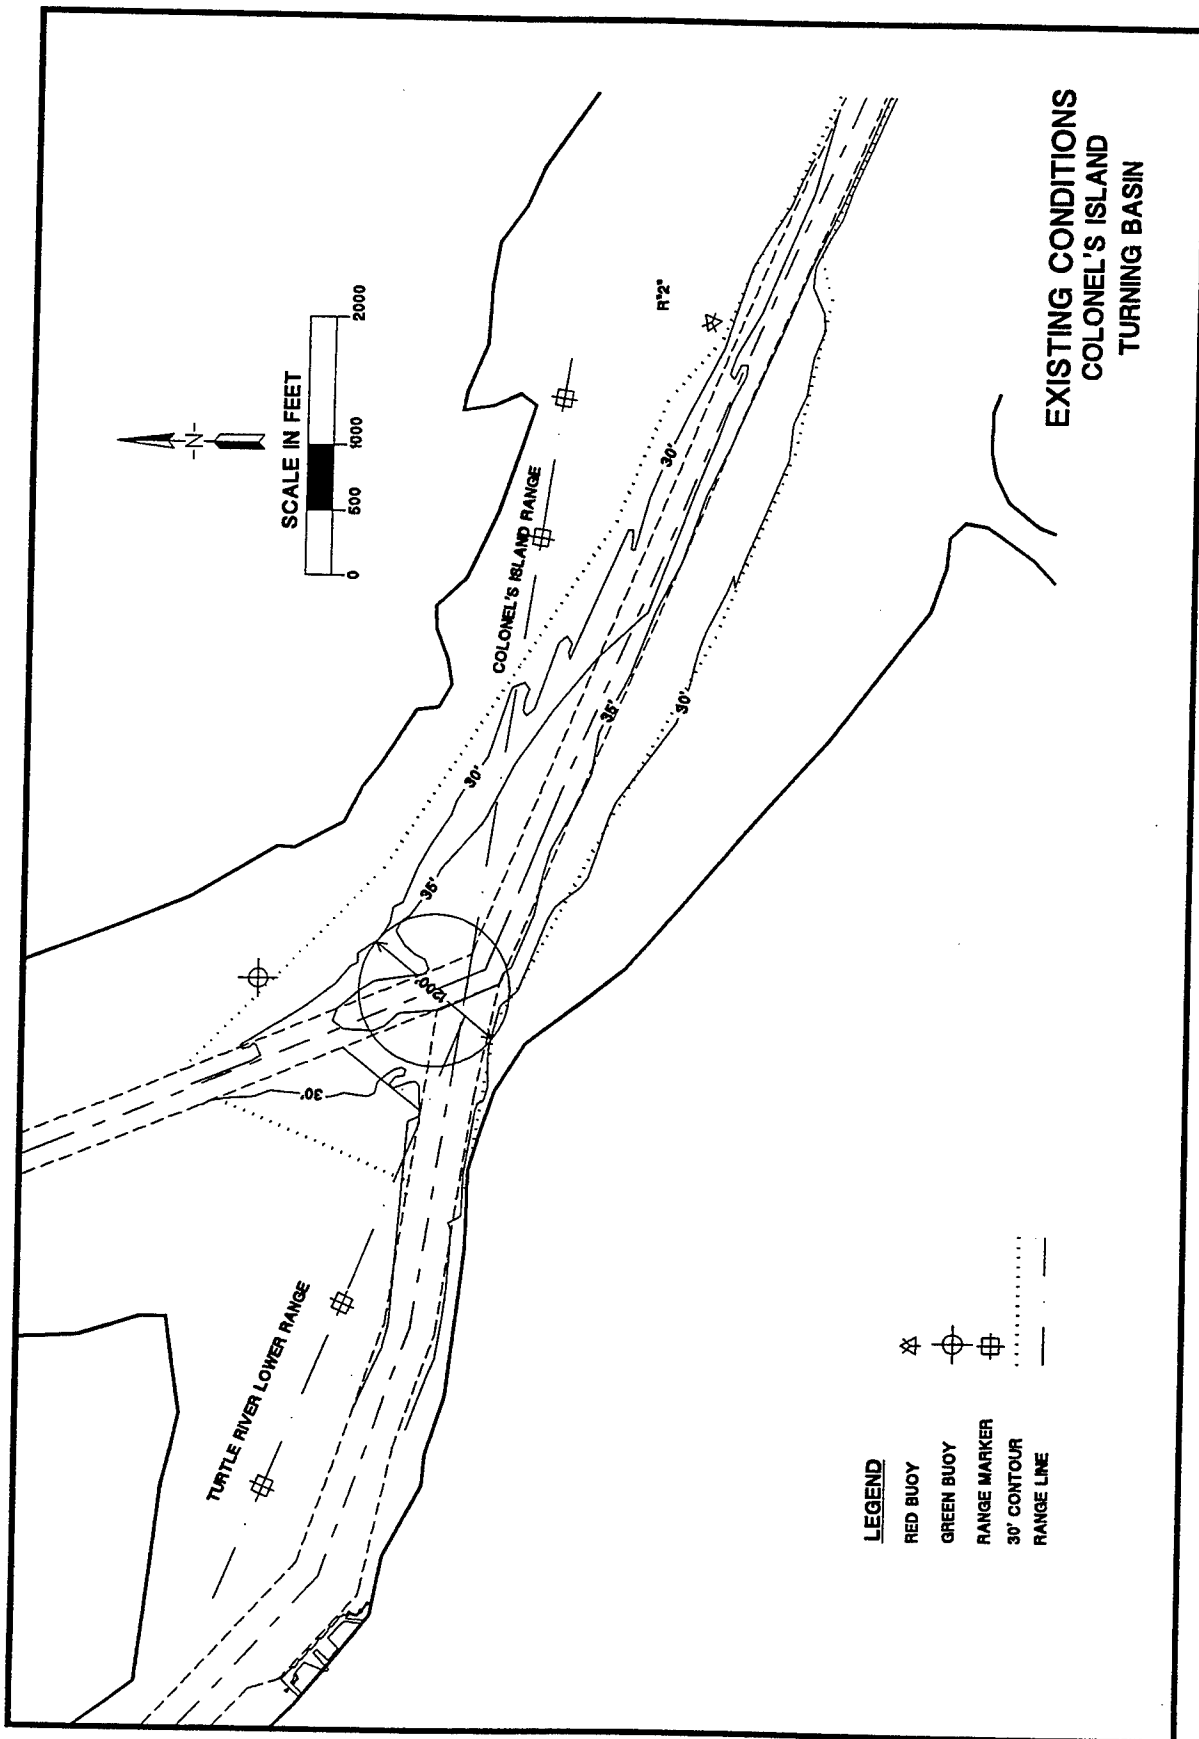 -N-
SCALE IN FEET
0 500 1000 2000
TURTLE RIVER LOWER RANGE
COLONEL'S ISLAND RANGE
R"2"
30'
30'
35'
1200'
30'
35'
30'
LEGEND
RED BUOY
GREEN BUOY
RANGE MARKER
30' CONTOUR
RANGE LINE
EXISTING CONDITIONS
COLONEL'S ISLAND
TURNING BASIN